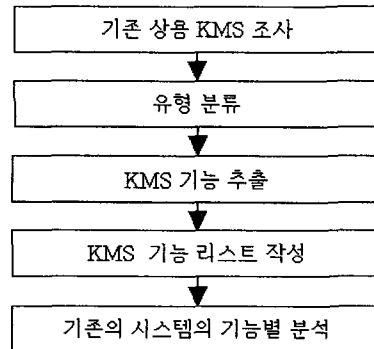 기존 상용 KMS 조사
유형 분류
KMS 기능 추출
KMS 기능 리스트 작성
기존의 시스템의 기능별 분석